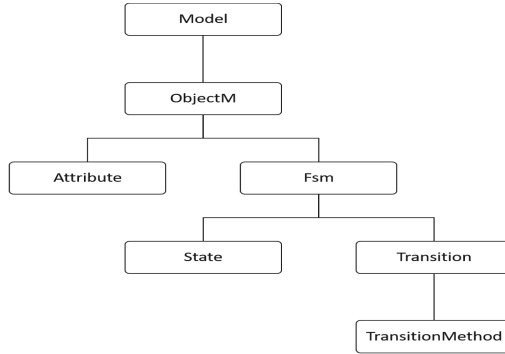 Model
ObjectM
Attribute
Fsm
State
Transition
TransitionMethod